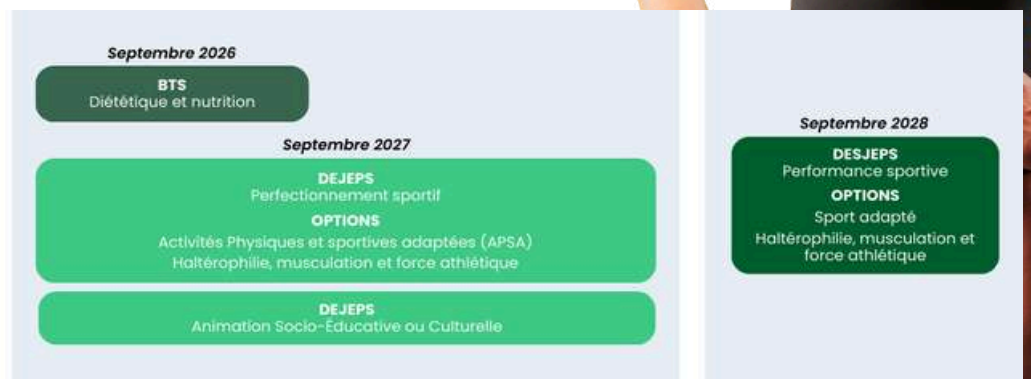 Septembre 2026
BTS
Diététique et nutrition
Septembre 2027
DEJEPS
Perfectionnement sportif
OPTIONS
Activités Physiques et sportives adaptées (APSA)
Haltérophilie, musculation et force athlétique
DEJEPS
Animation Socio-Éducative ou Culturelle
Septembre 2028
DESJEPS
Performance sportive
OPTIONS
Sport adapté
Haltérophilie, musculation et
force athlétique